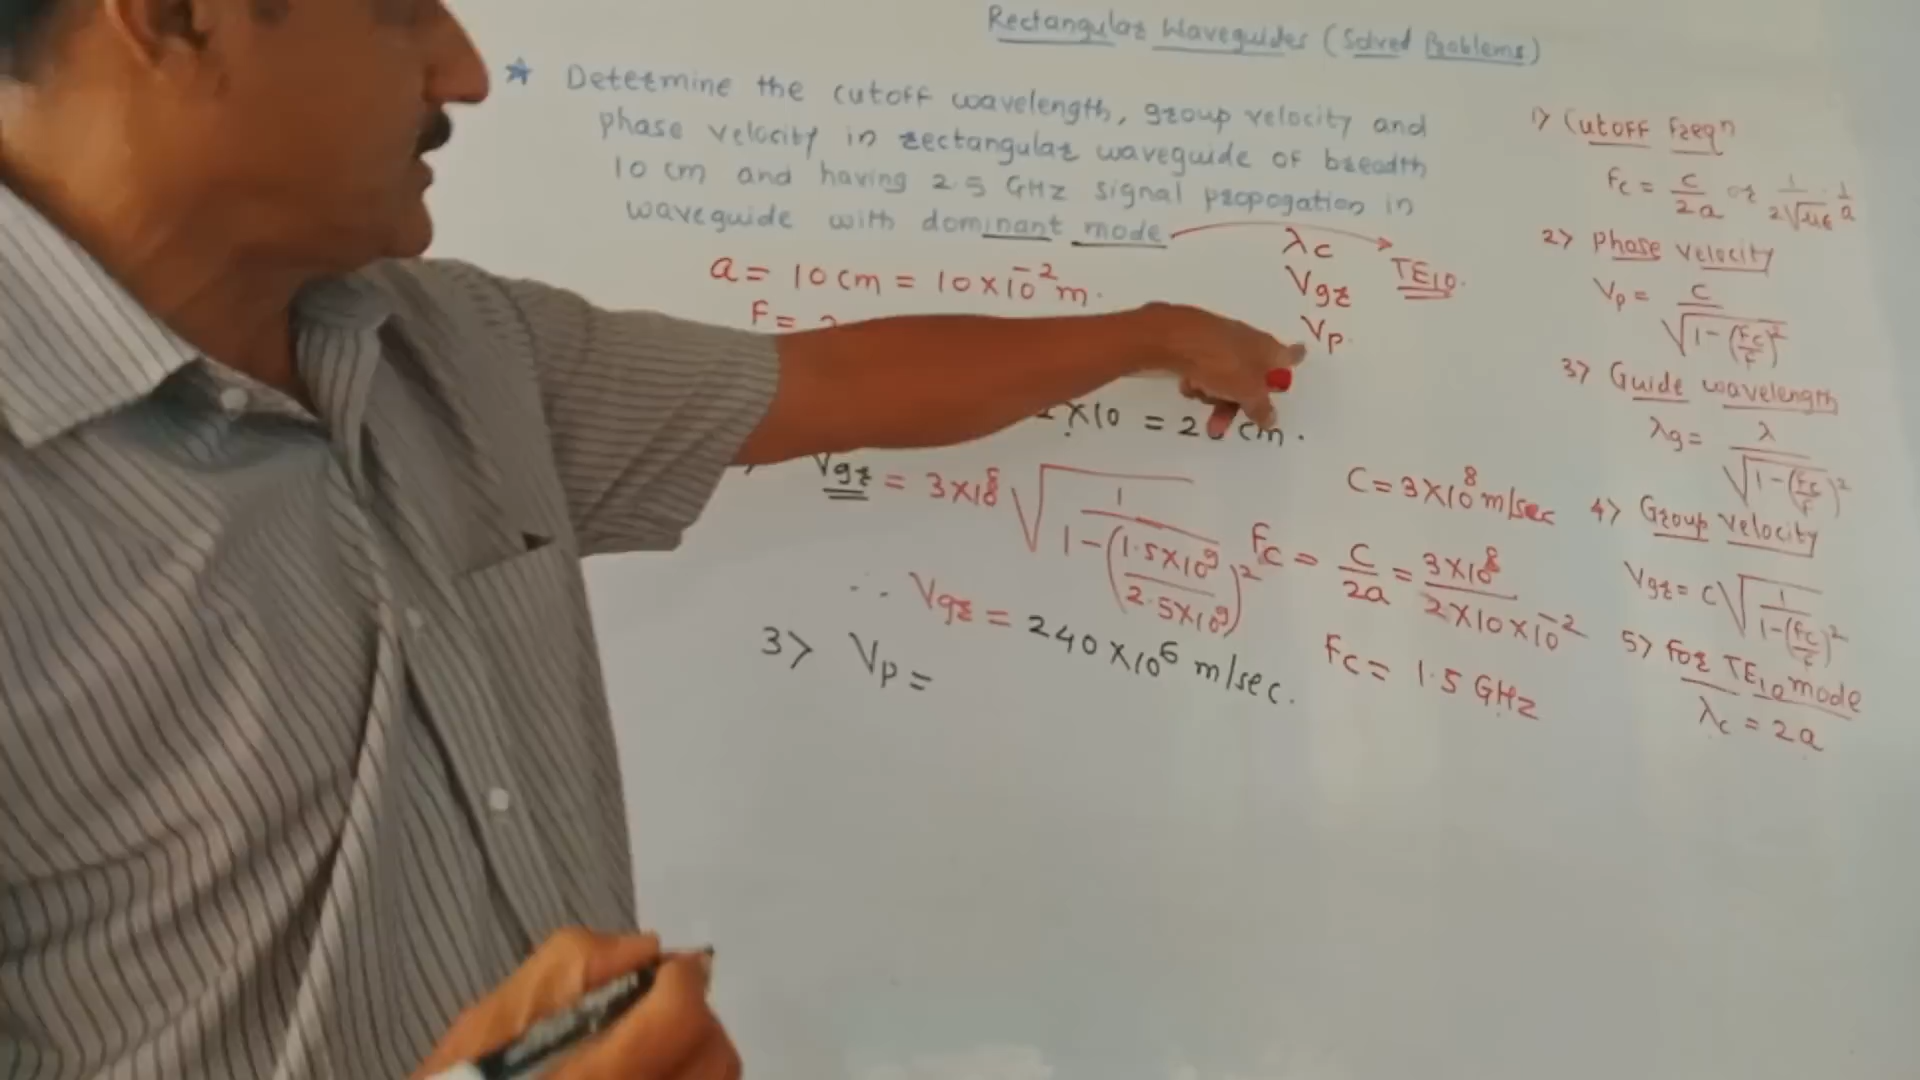 Rectangular Waveguides (Solved Problems)
☆ Determine the cutoff wavelength, group velocity and
phase velocity in rectangular waveguide of breadth
10 cm and having 2.5 GHz signal propogation in
waveguide with dominant mode
λc
Vgr
Vp.
TE10.
a = 10 cm = 10×10⁻² m.
F =
×10 = 20 cm.
Vgr = 3×10⁸ √(1/(1-(1.5×10⁹/2.5×10⁹)²))
∴ Vgr = 240×10⁶ m/sec.
3> Vp =
C = 3×10⁸ m/sec
Fc = C/2a = 3×10⁸/2×10×10⁻²
Fc = 1.5 GHz
1> Cutoff Freqⁿ
Fc = C/2a or 1/2√με · 1/a
2> Phase velocity
Vp = C/√(1-(Fc/F)²)
3> Guide wavelength
λg = λ/√(1-(Fc/F)²)
4> Group velocity
Vgr = C√(1/(1-(Fc/F)²))
5> For TE10 mode
λc = 2a